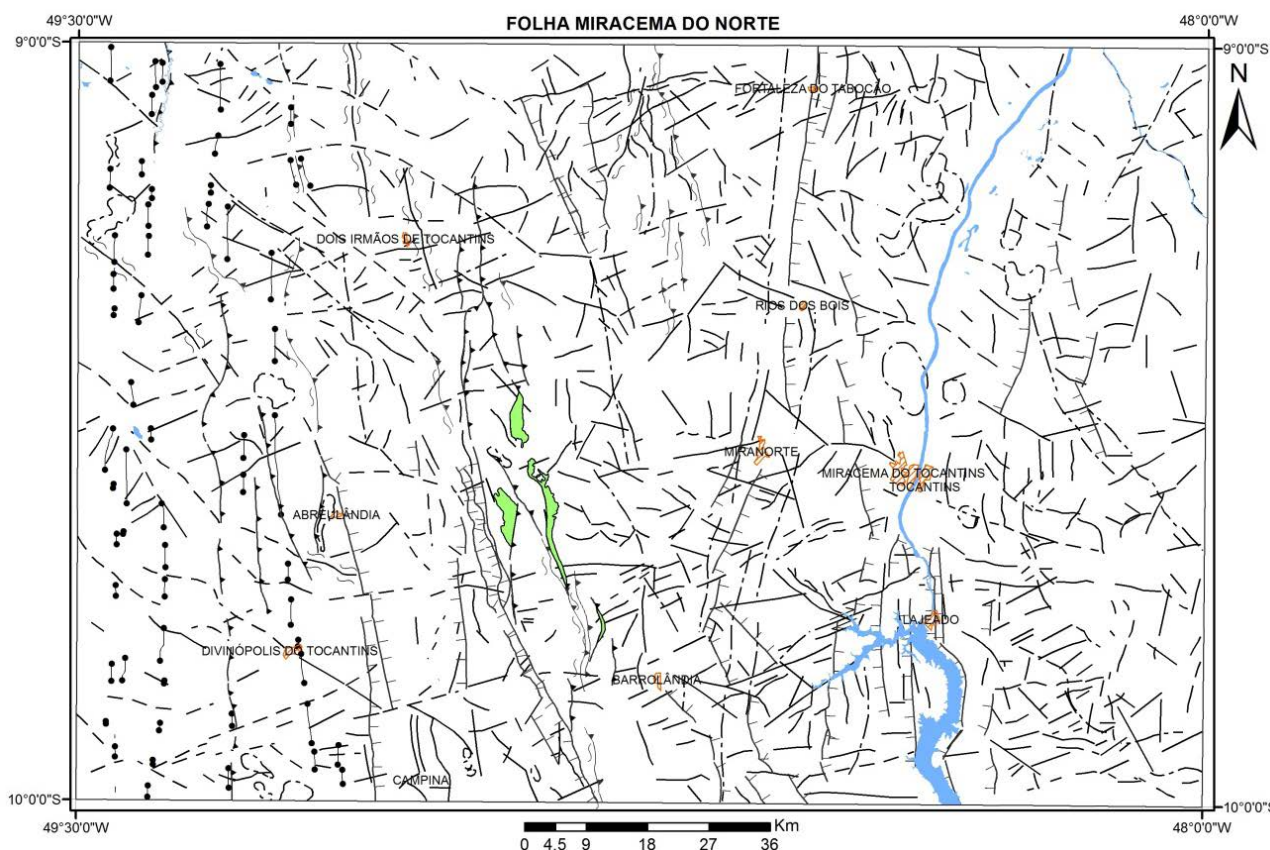 49°30'0"W
FOLHA MIRACEMA DO NORTE
48°0'0"W
9°0'0"S
9°0'0"S
N
FORTALEZA DO TABOCÃO
DOIS IRMÃOS DE TOCANTINS
RIOS DOS BOIS
MIRANORTE
MIRACEMA DO TOCANTINS
TOCANTINS
ABREULÂNDIA
LAJEADO
DIVINÓPOLIS DO TOCANTINS
BARROLÂNDIA
CAMPINA
10°0'0"S
10°0'0"S
49°30'0"W
48°0'0"W
Km
0 4,5 9 18 27 36